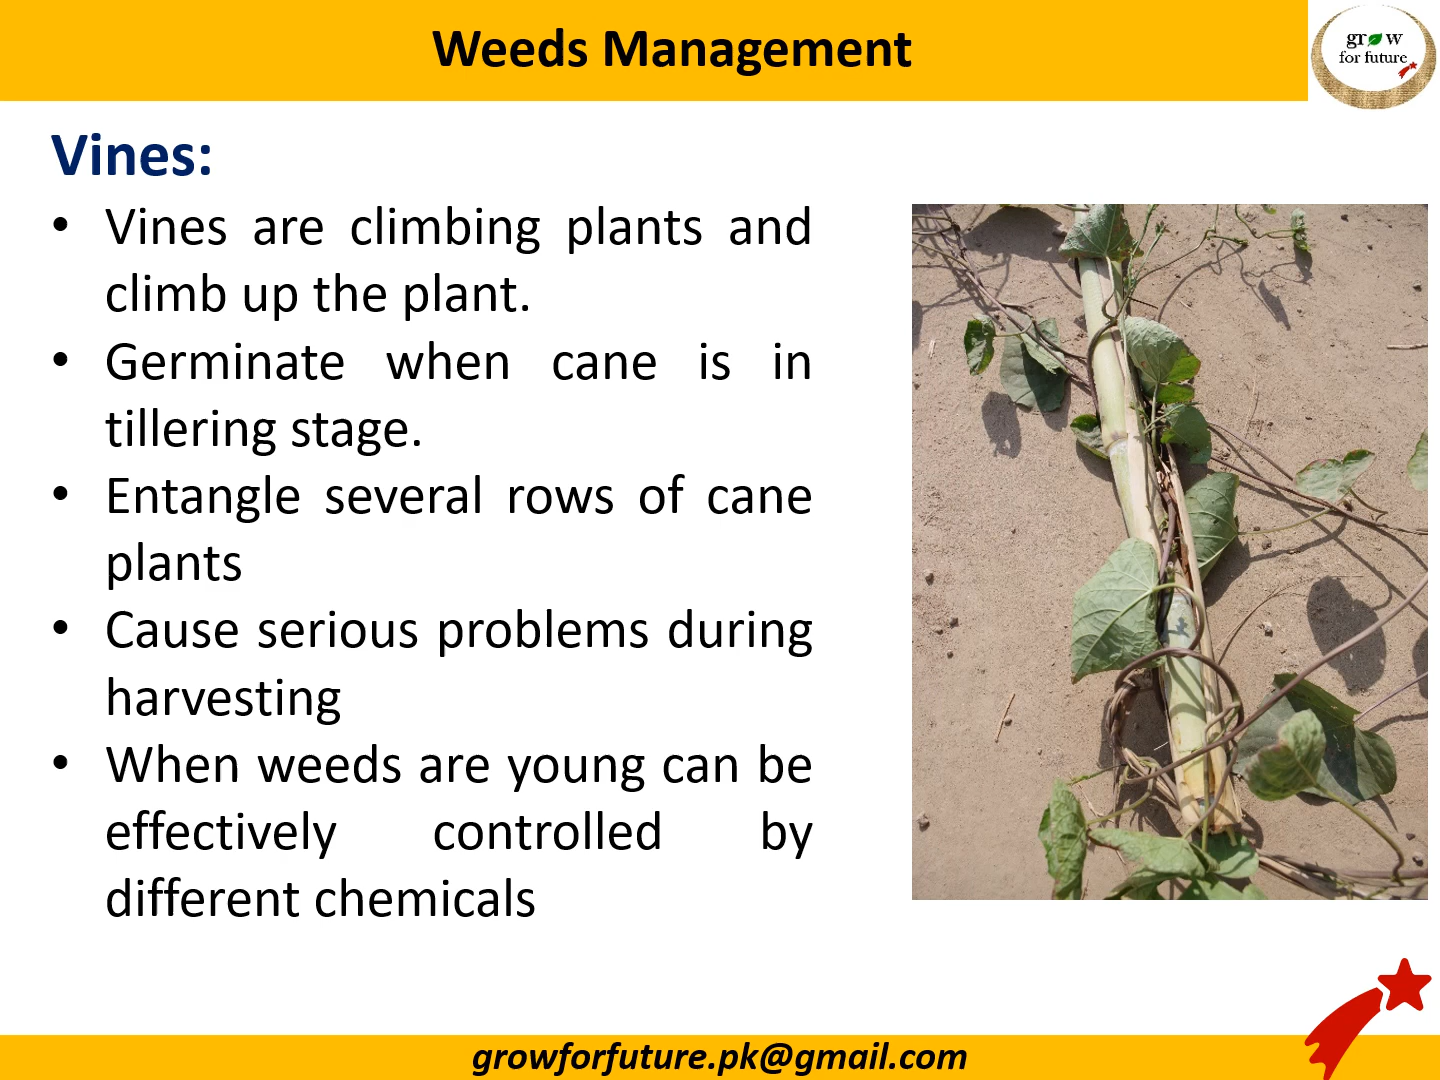 Weeds Management
grow
for future
Vines:
• Vines are climbing plants and
climb up the plant.
• Germinate when cane is in
tillering stage.
• Entangle several rows of cane
plants
• Cause serious problems during
harvesting
• When weeds are young can be
effectively controlled by
different chemicals
growforfuture.pk@gmail.com